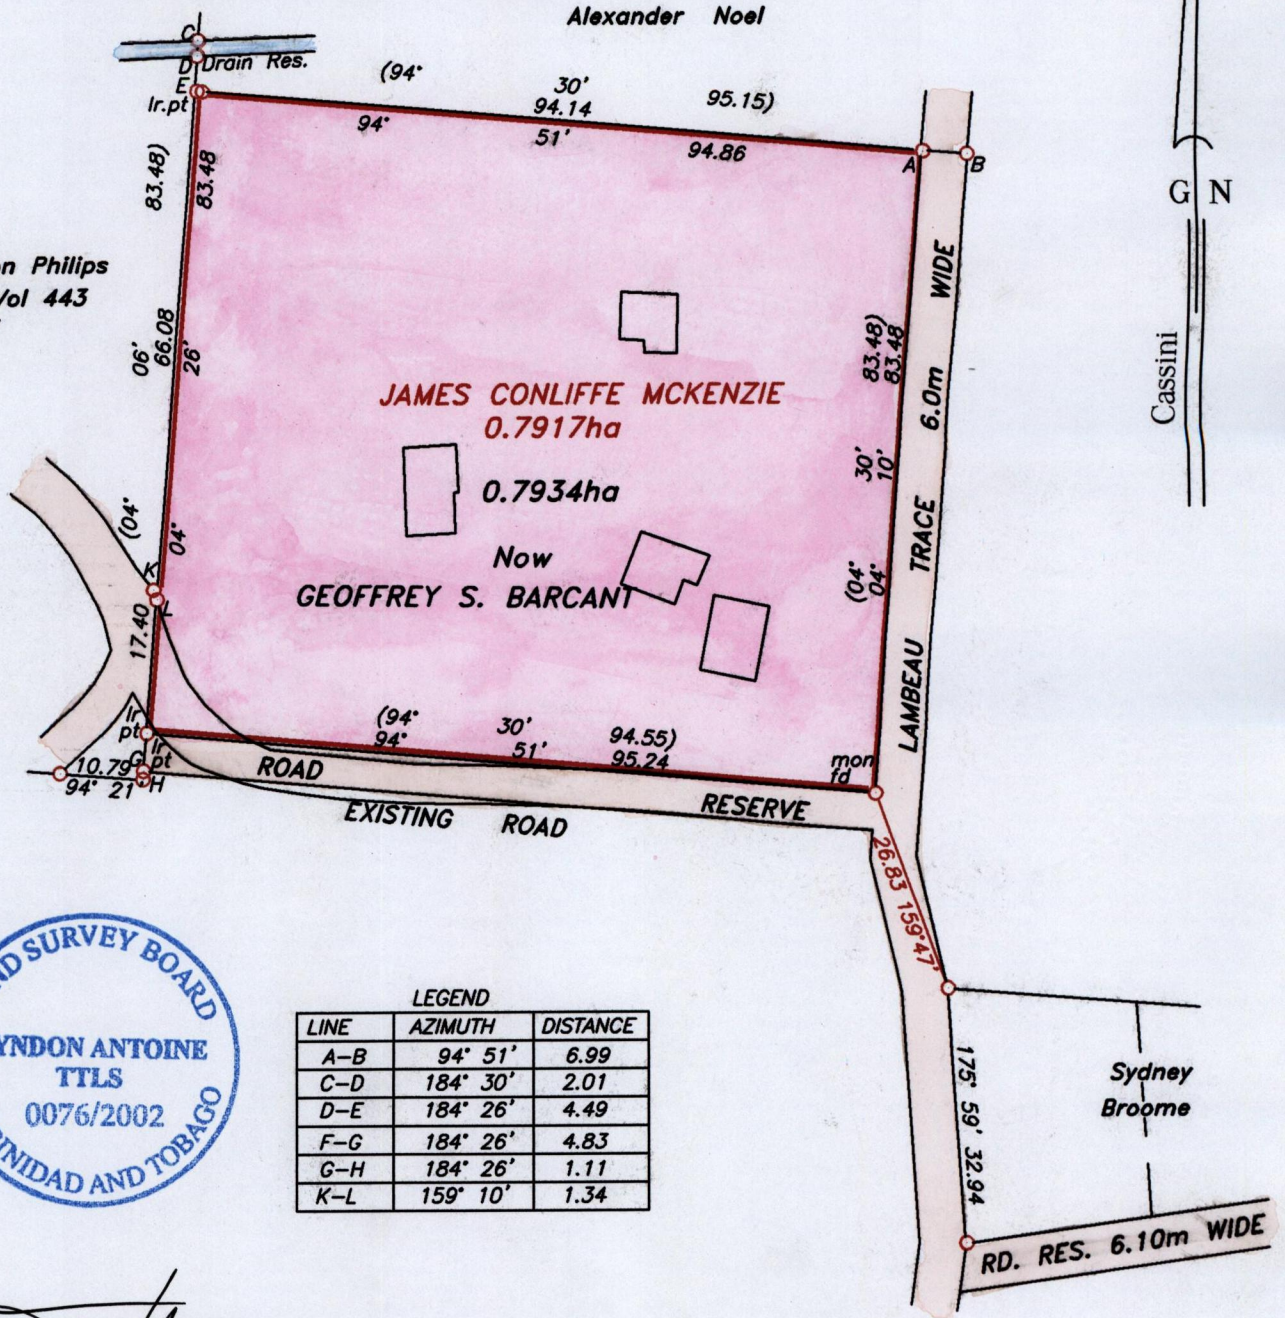 Alexander Noel
C
D Drain Res.
E
Ir.pt
(94° 30' 95.15)
94.14
94° 51' 94.86
A B
83.48)
83.48
G N
Cassini
n Philips
Vol 443
06'
66.08
26'
(04°
04°
WIDE
6.0m
TRACE
LAMBEAU
83.48)
83.48
30'
10'
(04°
04°
JAMES CONLIFFE MCKENZIE
0.7917ha
0.7934ha
Now
GEOFFREY S. BARCANT
K
L
17.40
Ir
pt
Ir
pt
G
H
10.79
94° 21'
(94° 30' 94.55)
94° 51' 95.24
mon
fd
ROAD RESERVE
EXISTING ROAD
26.83 159°47'
175° 59' 32.94
Sydney
Broome
RD. RES. 6.10m WIDE
ND SURVEY BOARD
YNDON ANTOINE
TTLS
0076/2002
INIDAD AND TOBAGO
LEGEND
LINE AZIMUTH DISTANCE
A-B 94° 51' 6.99
C-D 184° 30' 2.01
D-E 184° 26' 4.49
F-G 184° 26' 4.83
G-H 184° 26' 1.11
K-L 159° 10' 1.34